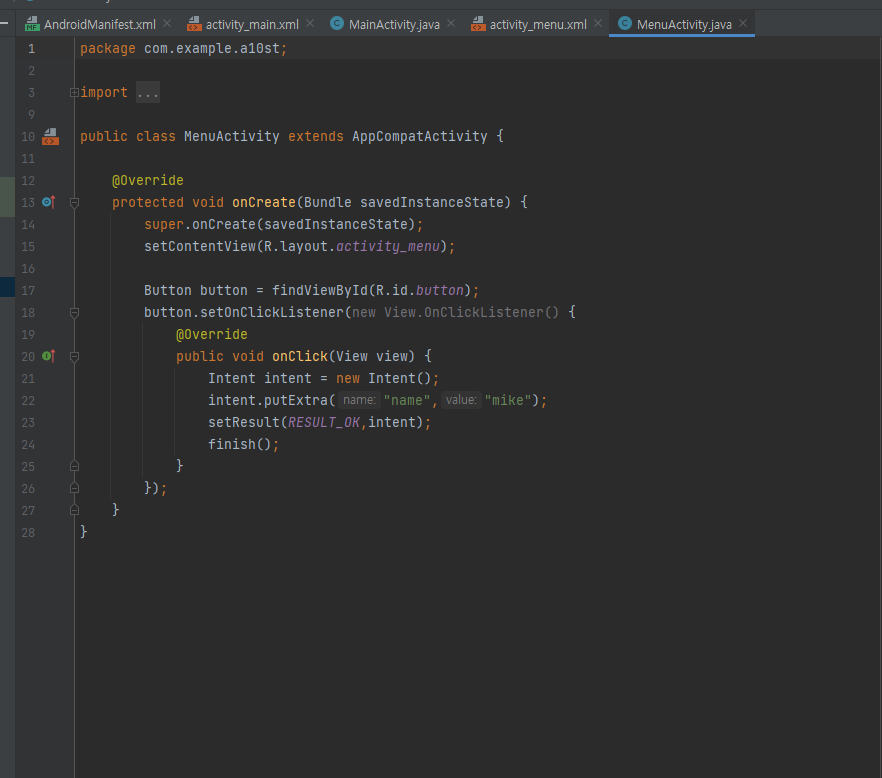 AndroidManifest.xml activity_main.xml MainActivity.java activity_menu.xml MenuActivity.java
1 package com.example.a10st;
2
3 import ...
9
10 public class MenuActivity extends AppCompatActivity {
11
12 @Override
13 protected void onCreate(Bundle savedInstanceState) {
14 super.onCreate(savedInstanceState);
15 setContentView(R.layout.activity_menu);
16
17 Button button = findViewById(R.id.button);
18 button.setOnClickListener(new View.OnClickListener() {
19 @Override
20 public void onClick(View view) {
21 Intent intent = new Intent();
22 intent.putExtra( name: "name", value: "mike");
23 setResult(RESULT_OK,intent);
24 finish();
25 }
26 });
27 }
28 }